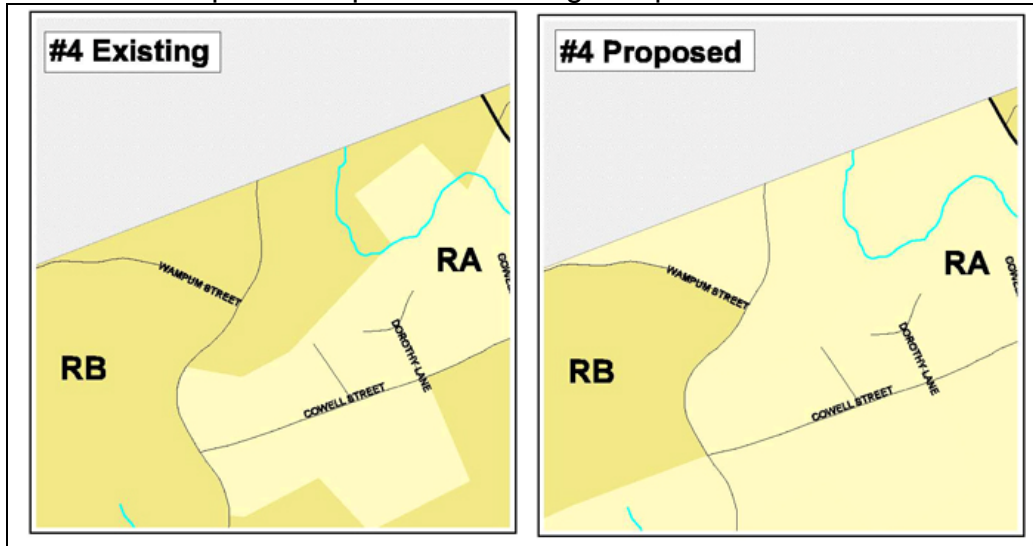 #4 Existing
WAMPUM STREET
RA
RB
DOROTHY LANE
COWELL STREET
#4 Proposed
WAMPUM STREET
RA
RB
DOROTHY LANE
COWELL STREET